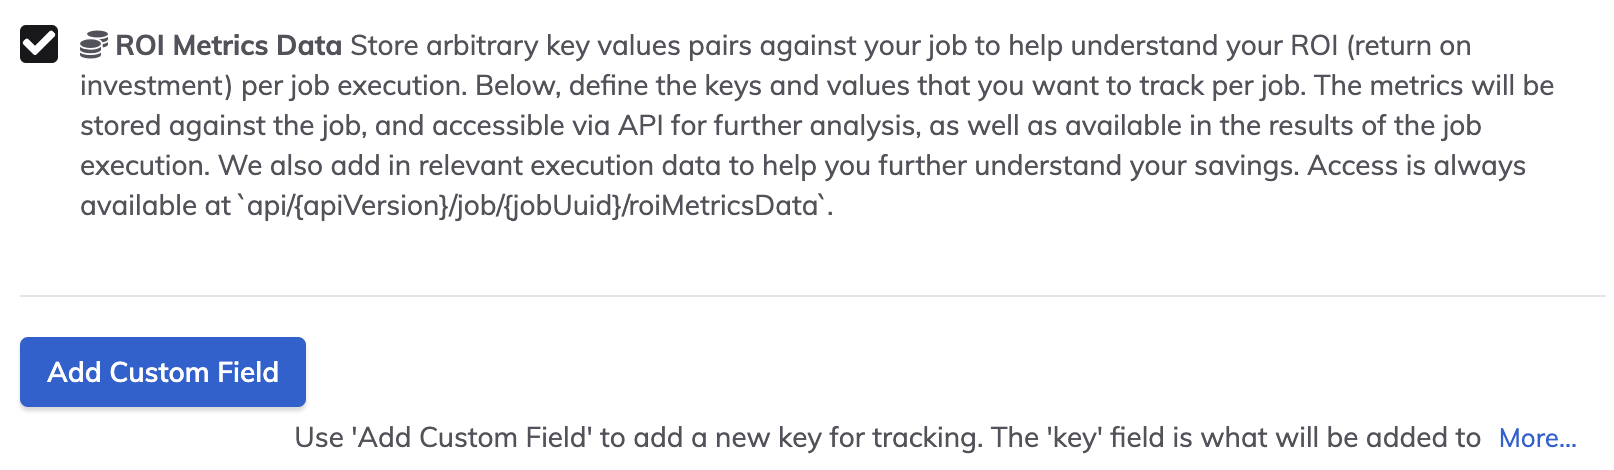 ROI Metrics Data Store arbitrary key values pairs against your job to help understand your ROI (return on
investment) per job execution. Below, define the keys and values that you want to track per job. The metrics will be
stored against the job, and accessible via API for further analysis, as well as available in the results of the job
execution. We also add in relevant execution data to help you further understand your savings. Access is always
available at `api/{apiVersion}/job/{jobUuid}/roiMetricsData`.
Add Custom Field
Use 'Add Custom Field' to add a new key for tracking. The 'key' field is what will be added to More...